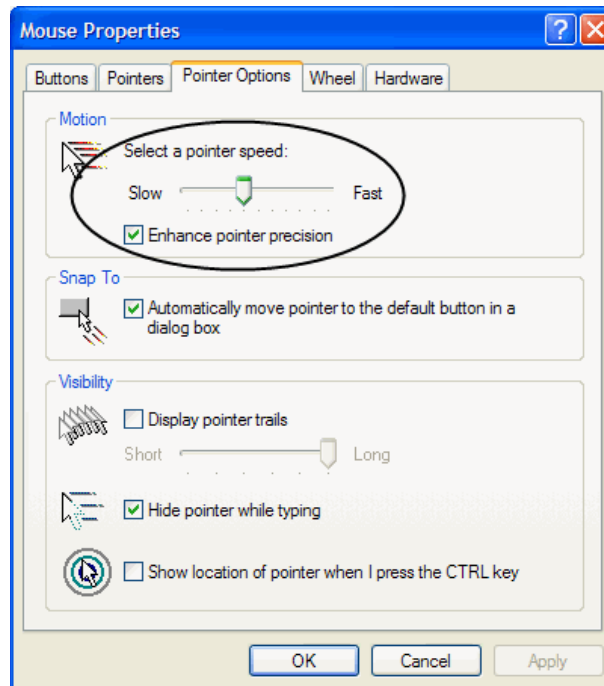 Mouse Properties
Buttons Pointers Pointer Options Wheel Hardware
Motion
Select a pointer speed:
Slow Fast
Enhance pointer precision
Snap To
Automatically move pointer to the default button in a
dialog box
Visibility
Display pointer trails
Short Long
Hide pointer while typing
Show location of pointer when I press the CTRL key
OK Cancel Apply